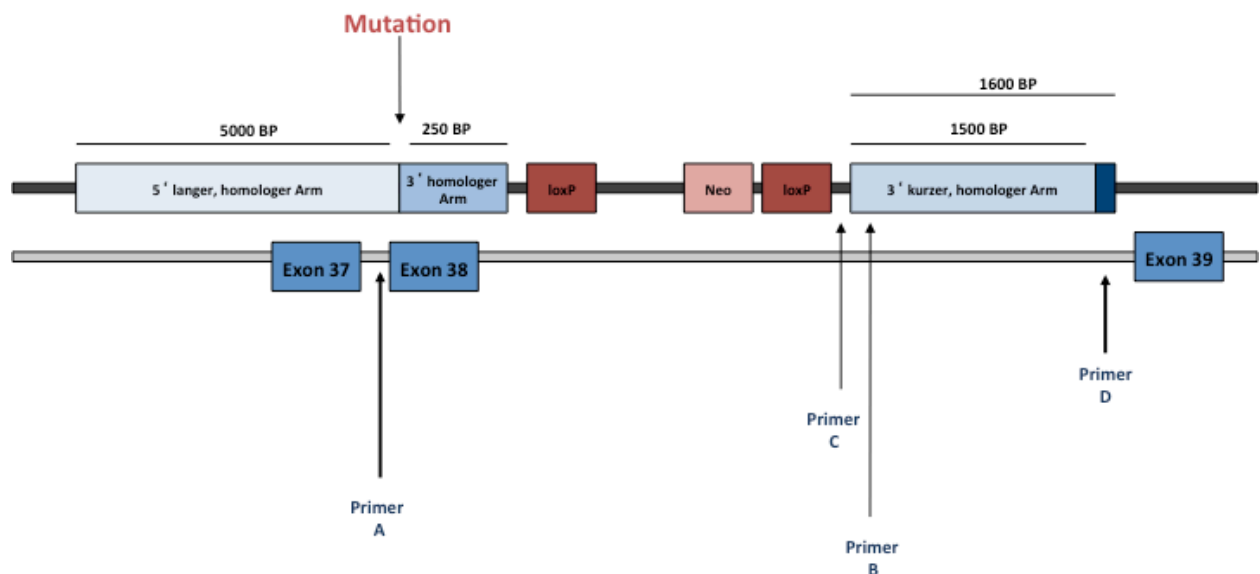 Mutation
1600 BP
5000 BP
250 BP
1500 BP
5´ langer, homologer Arm
3´ homologer
Arm
loxP
Neo
loxP
3´ kurzer, homologer Arm
Exon 37
Exon 38
Exon 39
Primer
D
Primer
C
Primer
A
Primer
B